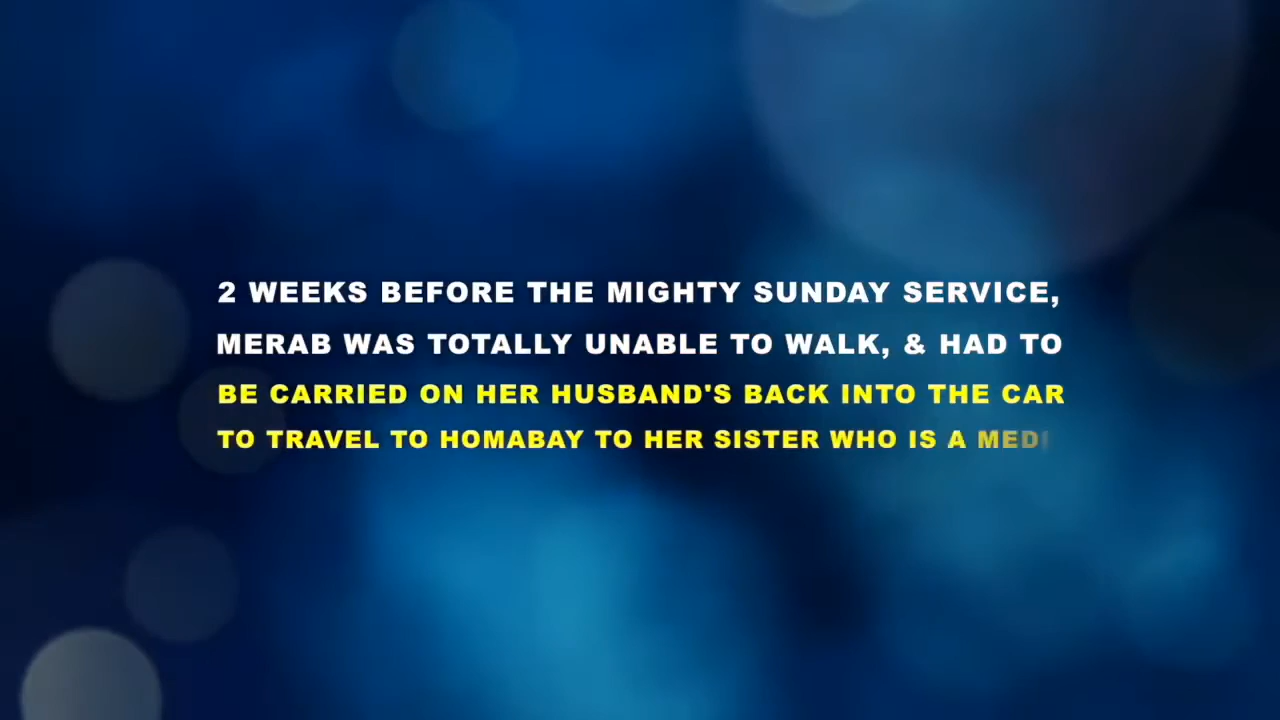 2 WEEKS BEFORE THE MIGHTY SUNDAY SERVICE,
MERAB WAS TOTALLY UNABLE TO WALK, & HAD TO
BE CARRIED ON HER HUSBAND'S BACK INTO THE CAR
TO TRAVEL TO HOMABAY TO HER SISTER WHO IS A